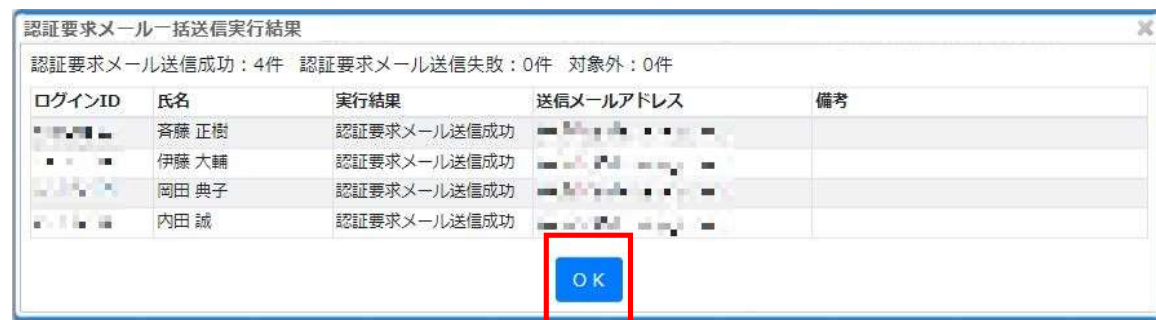 認証要求メール一括送信実行結果
認証要求メール送信成功：4件 認証要求メール送信失敗：0件 対象外：0件
ログインID 氏名 実行結果 送信メールアドレス 備考
斉藤 正樹 認証要求メール送信成功
伊藤 大輔 認証要求メール送信成功
岡田 典子 認証要求メール送信成功
内田 誠 認証要求メール送信成功
ＯＫ